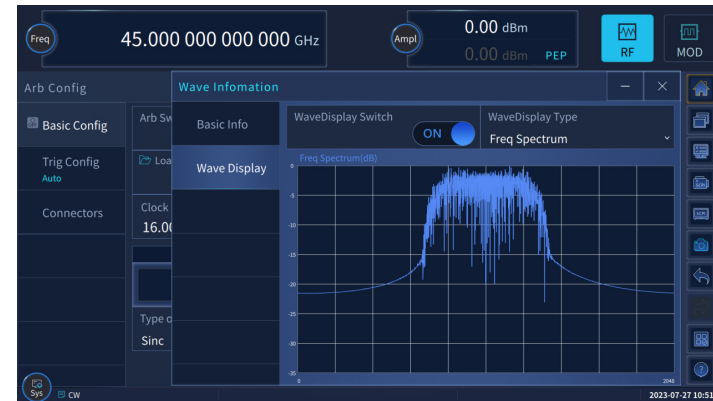 Freq
45.000 000 000 000 GHz
Ampl
0.00 dBm
0.00 dBm PEP
RF
MOD
Arb Config
Wave Infomation
Basic Config
Trig Config
Auto
Connectors
Arb Sw
Loa
Clock
16.00
Type o
Sinc
Basic Info
Wave Display
WaveDisplay Switch
ON
WaveDisplay Type
Freq Spectrum
Freq Spectrum(dB)
0
-5
-10
-15
-20
-25
-30
-35
0
2048
Sys
CW
2023-07-27 10:51